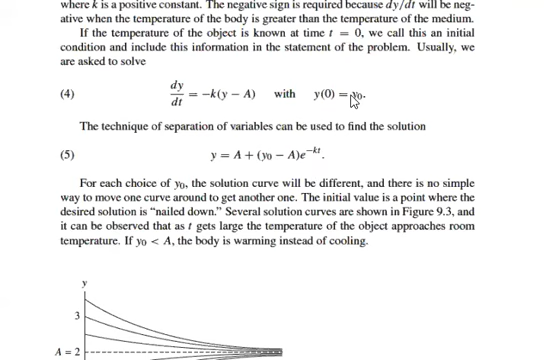 where k is a positive constant. The negative sign is required because dy/dt will be neg-
ative when the temperature of the body is greater than the temperature of the medium.
If the temperature of the object is known at time t = 0, we call this an initial
condition and include this information in the statement of the problem. Usually, we
are asked to solve
(4) dy/dt = −k(y − A) with y(0) = y₀.
The technique of separation of variables can be used to find the solution
(5) y = A + (y₀ − A)e^{−kt}.
For each choice of y₀, the solution curve will be different, and there is no simple
way to move one curve around to get another one. The initial value is a point where the
desired solution is “nailed down.” Several solution curves are shown in Figure 9.3, and
it can be observed that as t gets large the temperature of the object approaches room
temperature. If y₀ < A, the body is warming instead of cooling.
y
3
A = 2